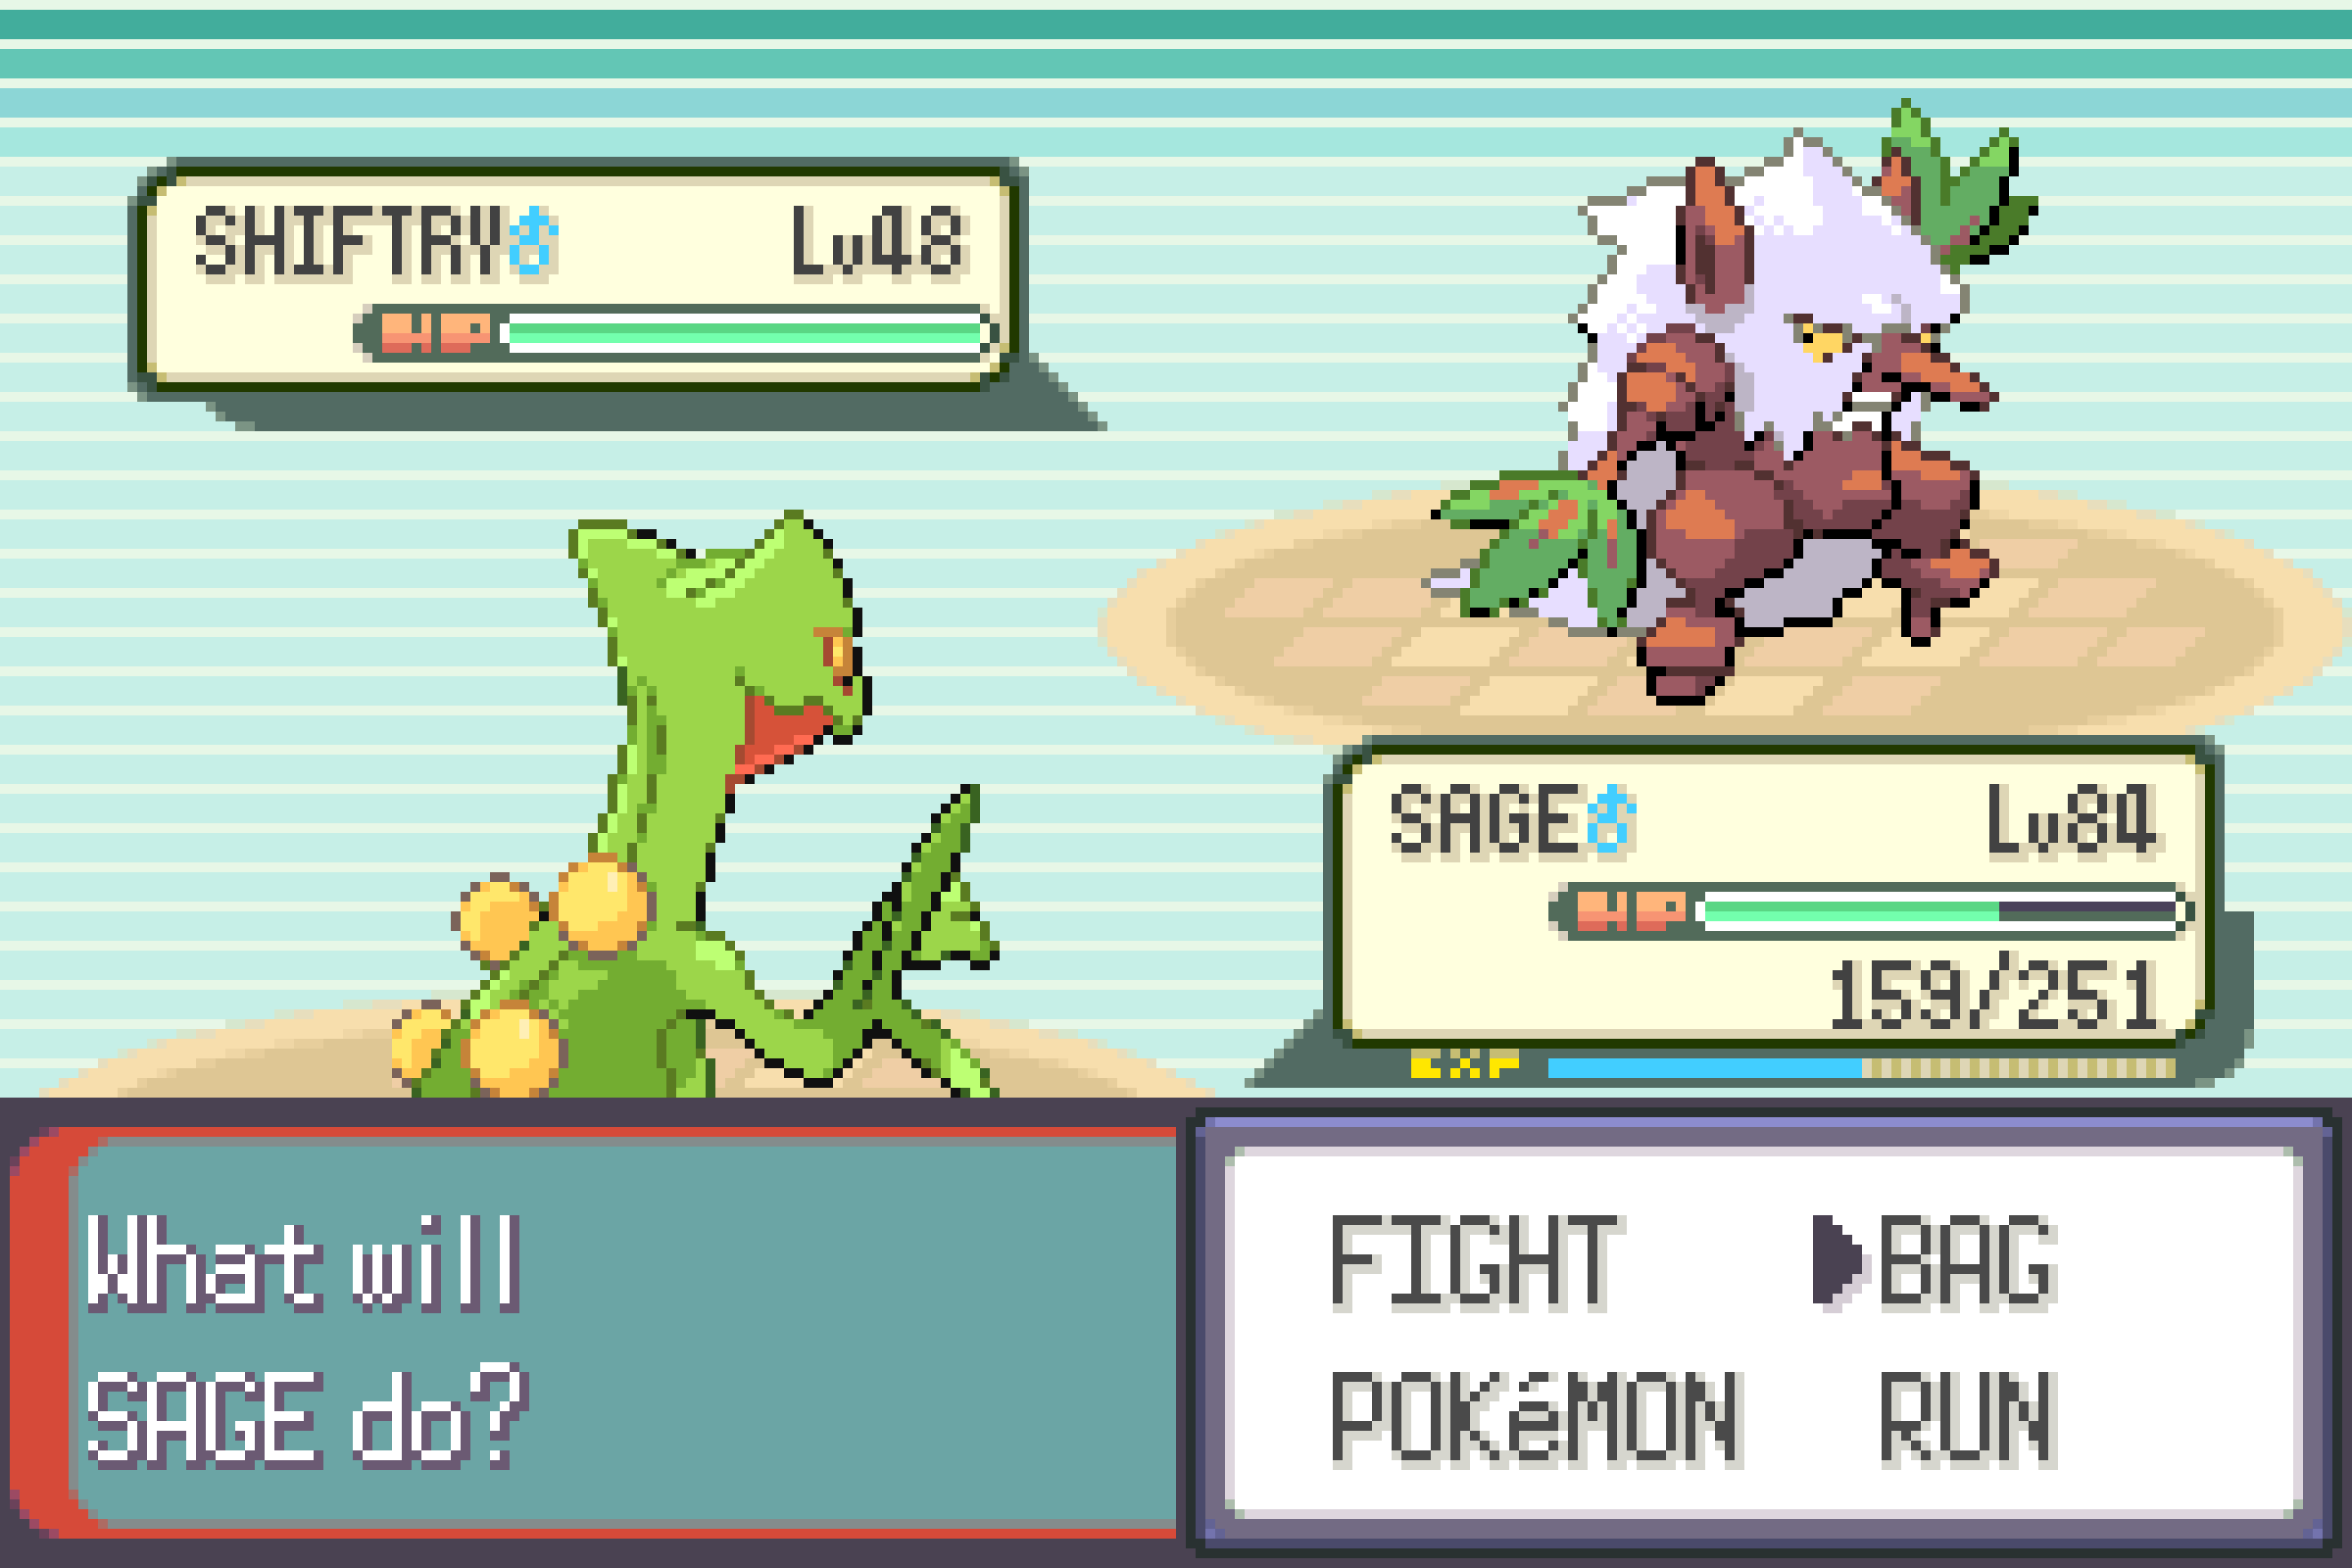 SHIFTRY♂ Lv48
HP
SAGE♂ Lv84
HP
159/251
EXP
What will
SAGE do?
FIGHT ▶BAG
POKéMON RUN